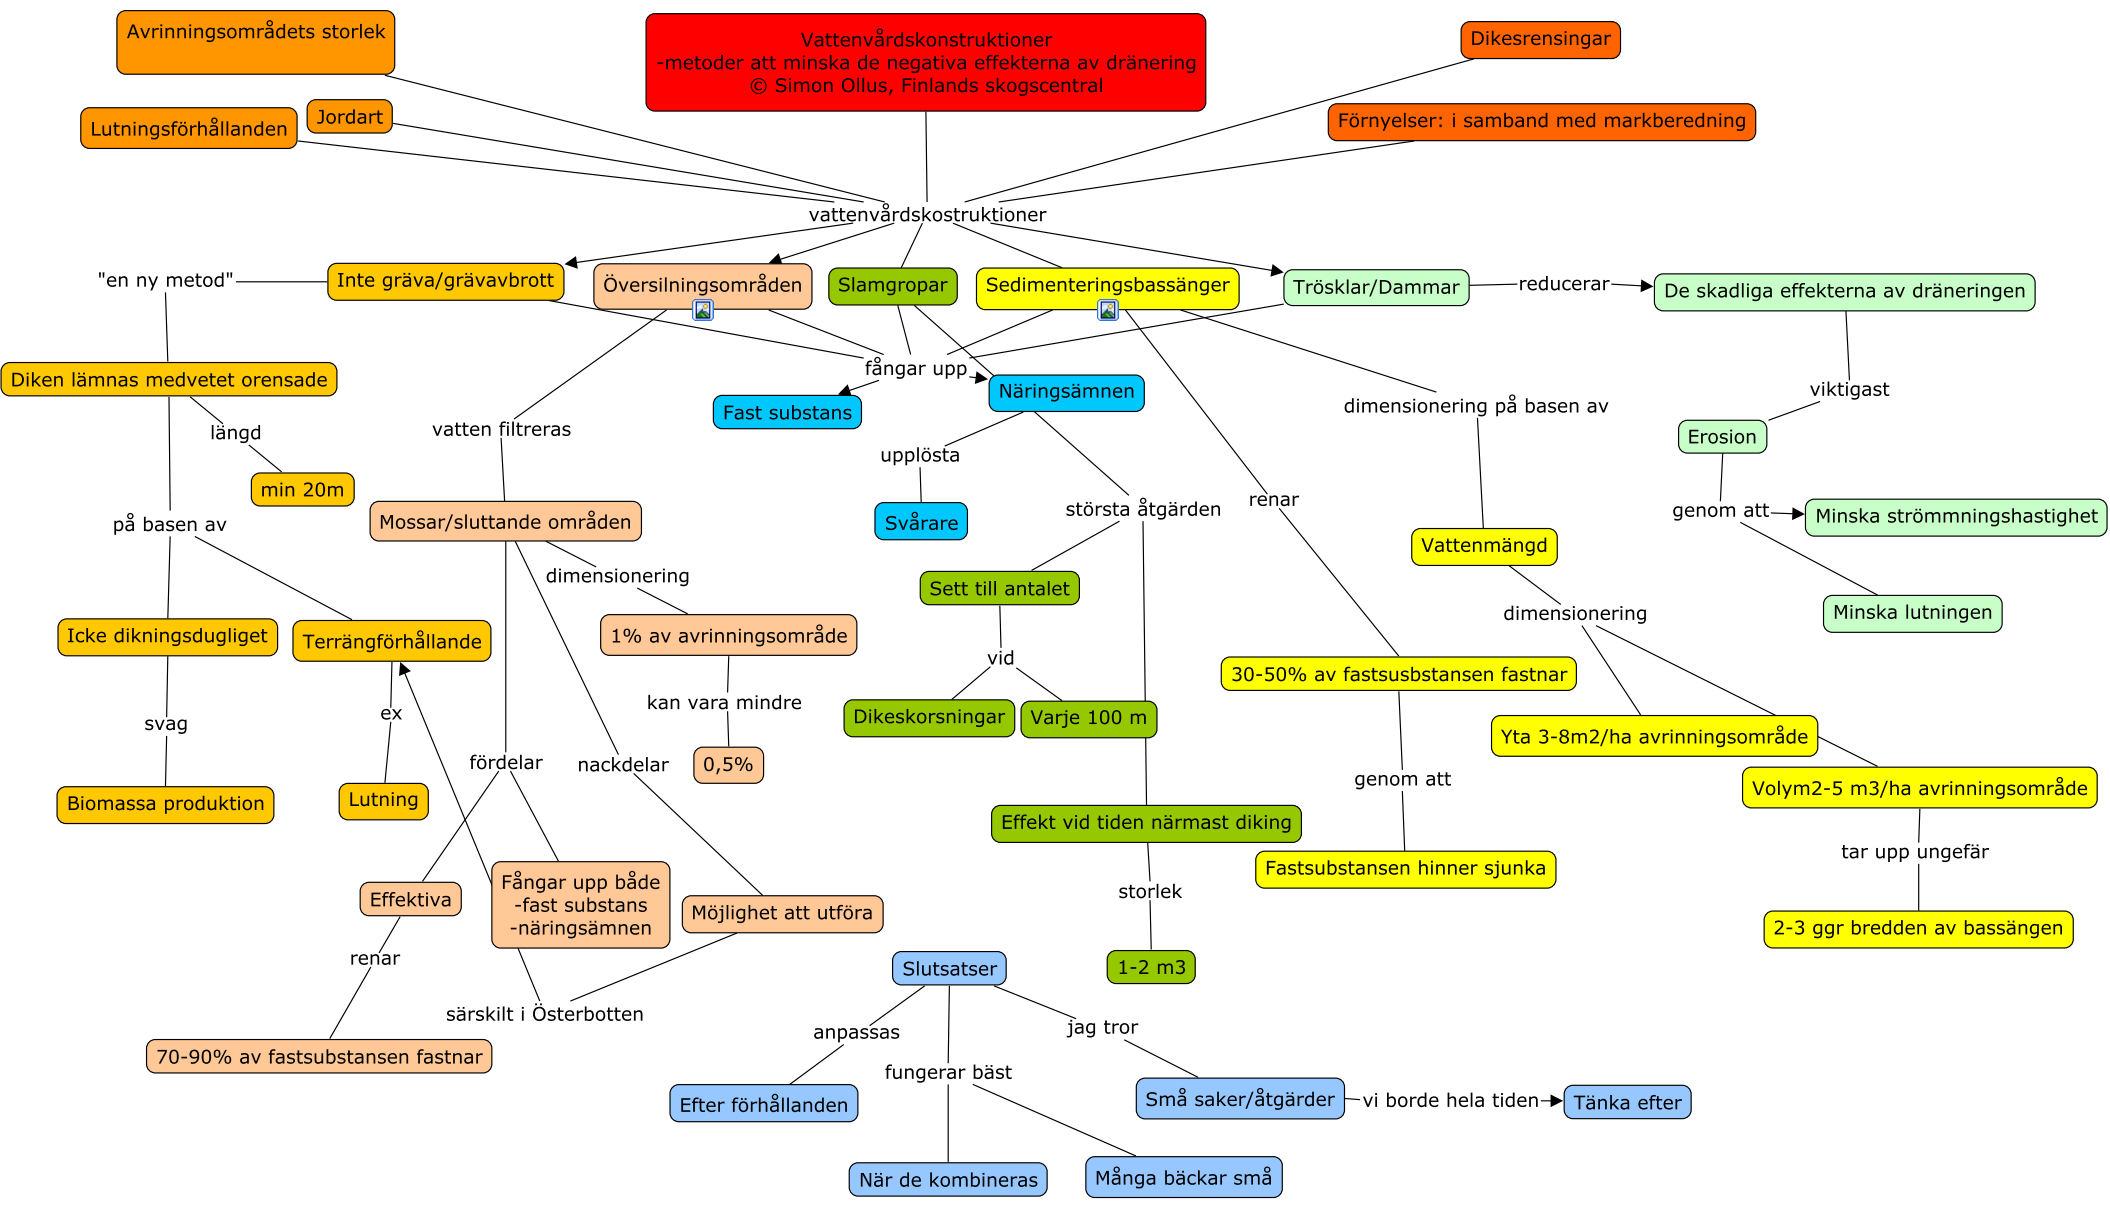 Avrinningsområdets storlek
Vattenvårdskonstruktioner
-metoder att minska de negativa effekterna av dränering
© Simon Ollus, Finlands skogscentral
Dikesrensingar
Lutningsförhållanden
Jordart
Förnyelser: i samband med markberedning
vattenvårdskostruktioner
"en ny metod"
Inte gräva/grävavbrott
Översilningsområden
Slamgropar
Sedimenteringsbassänger
Trösklar/Dammar
reducerar
De skadliga effekterna av dräneringen
fångar upp
Diken lämnas medvetet orensade
Fast substans
Näringsämnen
viktigast
dimensionering på basen av
längd
vatten filtreras
upplösta
Erosion
min 20m
renar
på basen av
Mossar/sluttande områden
Svårare
största åtgärden
genom att
Minska strömmningshastighet
Vattenmängd
dimensionering
Sett till antalet
dimensionering
Minska lutningen
Icke dikningsdugliget
Terrängförhållande
1% av avrinningsområde
vid
30-50% av fastsusbstansen fastnar
svag
ex
kan vara mindre
Dikeskorsningar
Varje 100 m
Yta 3-8m2/ha avrinningsområde
fördelar
nackdelar
0,5%
genom att
Volym2-5 m3/ha avrinningsområde
Biomassa produktion
Lutning
Effekt vid tiden närmast diking
tar upp ungefär
Fastsubstansen hinner sjunka
Effektiva
Fångar upp både
-fast substans
-näringsämnen
Möjlighet att utföra
storlek
2-3 ggr bredden av bassängen
renar
Slutsatser
1-2 m3
särskilt i Österbotten
70-90% av fastsubstansen fastnar
anpassas
jag tror
fungerar bäst
Efter förhållanden
Små saker/åtgärder
vi borde hela tiden
Tänka efter
När de kombineras
Många bäckar små